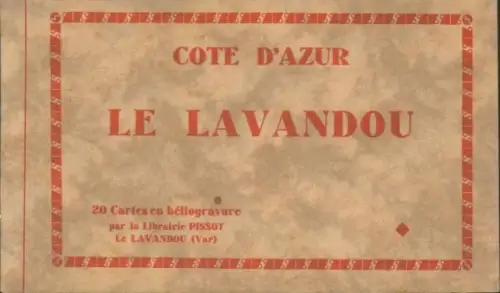 COTE D'AZUR
LE LAVANDOU
20 Cartes en héliogravure
par la Librairie PISSOT
Le LAVANDOU (Var)